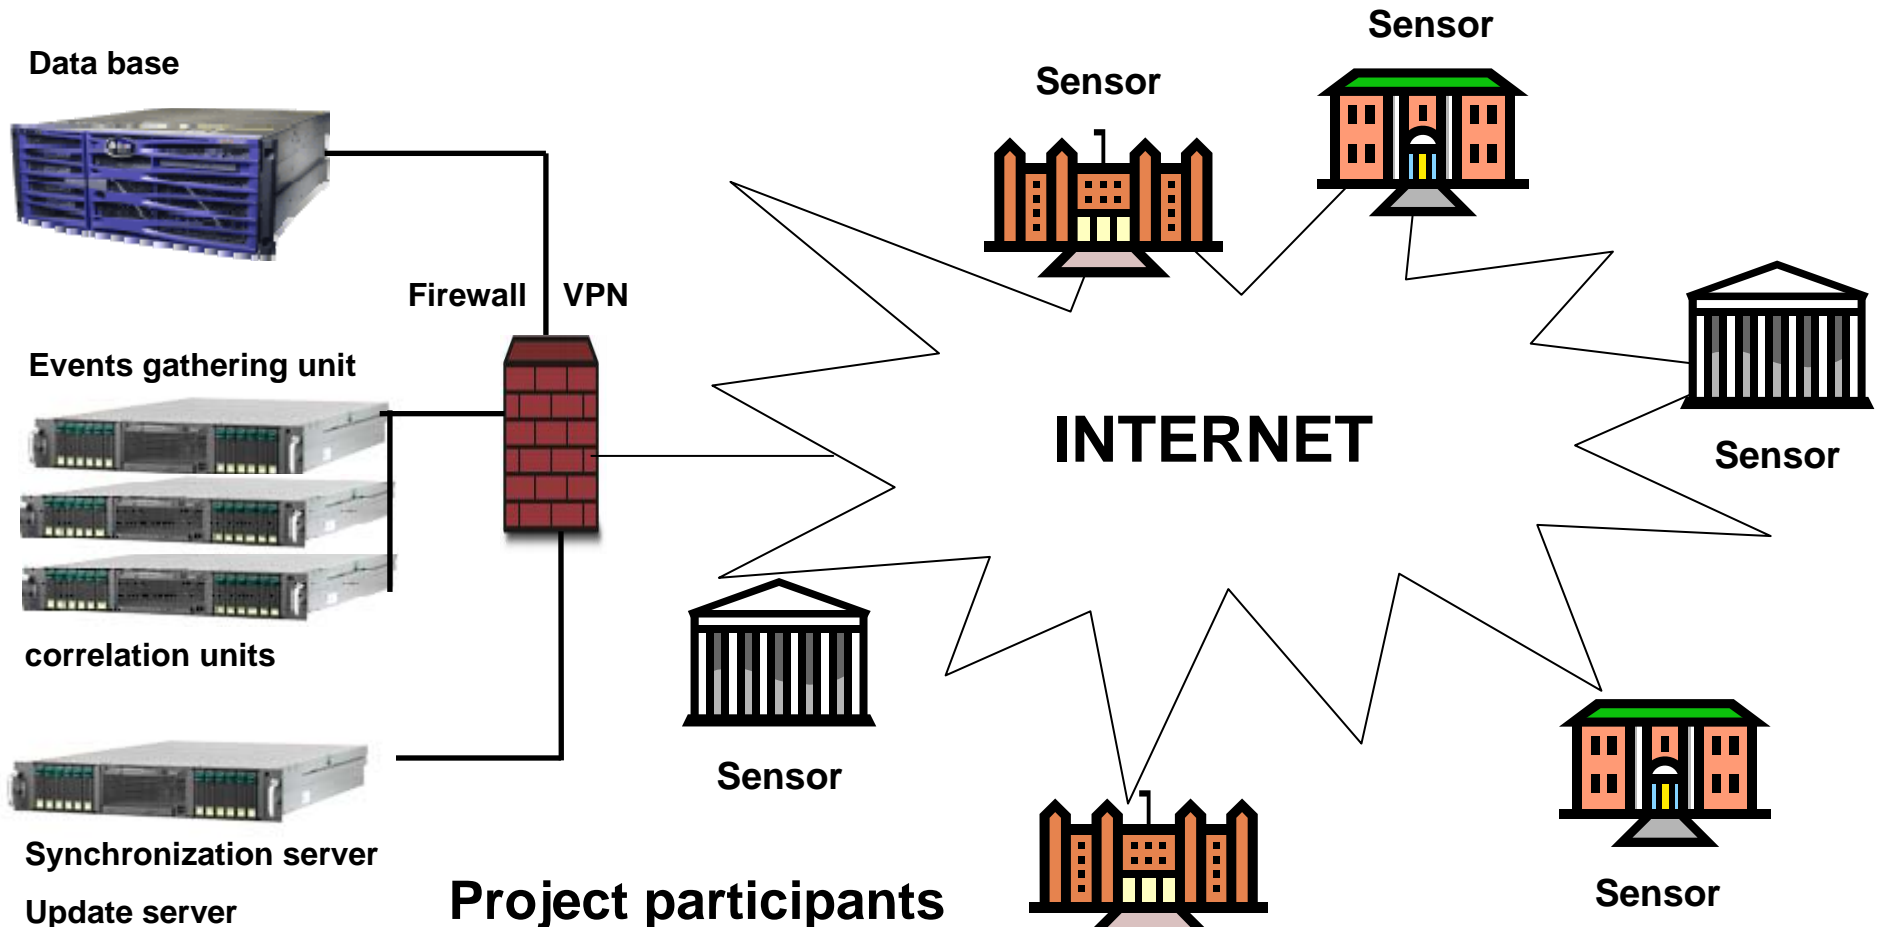 Sensor
Data base
Sensor
Firewall VPN
Events gathering unit
INTERNET
Sensor
correlation units
Sensor
Synchronization server
Update server
Project participants
Sensor